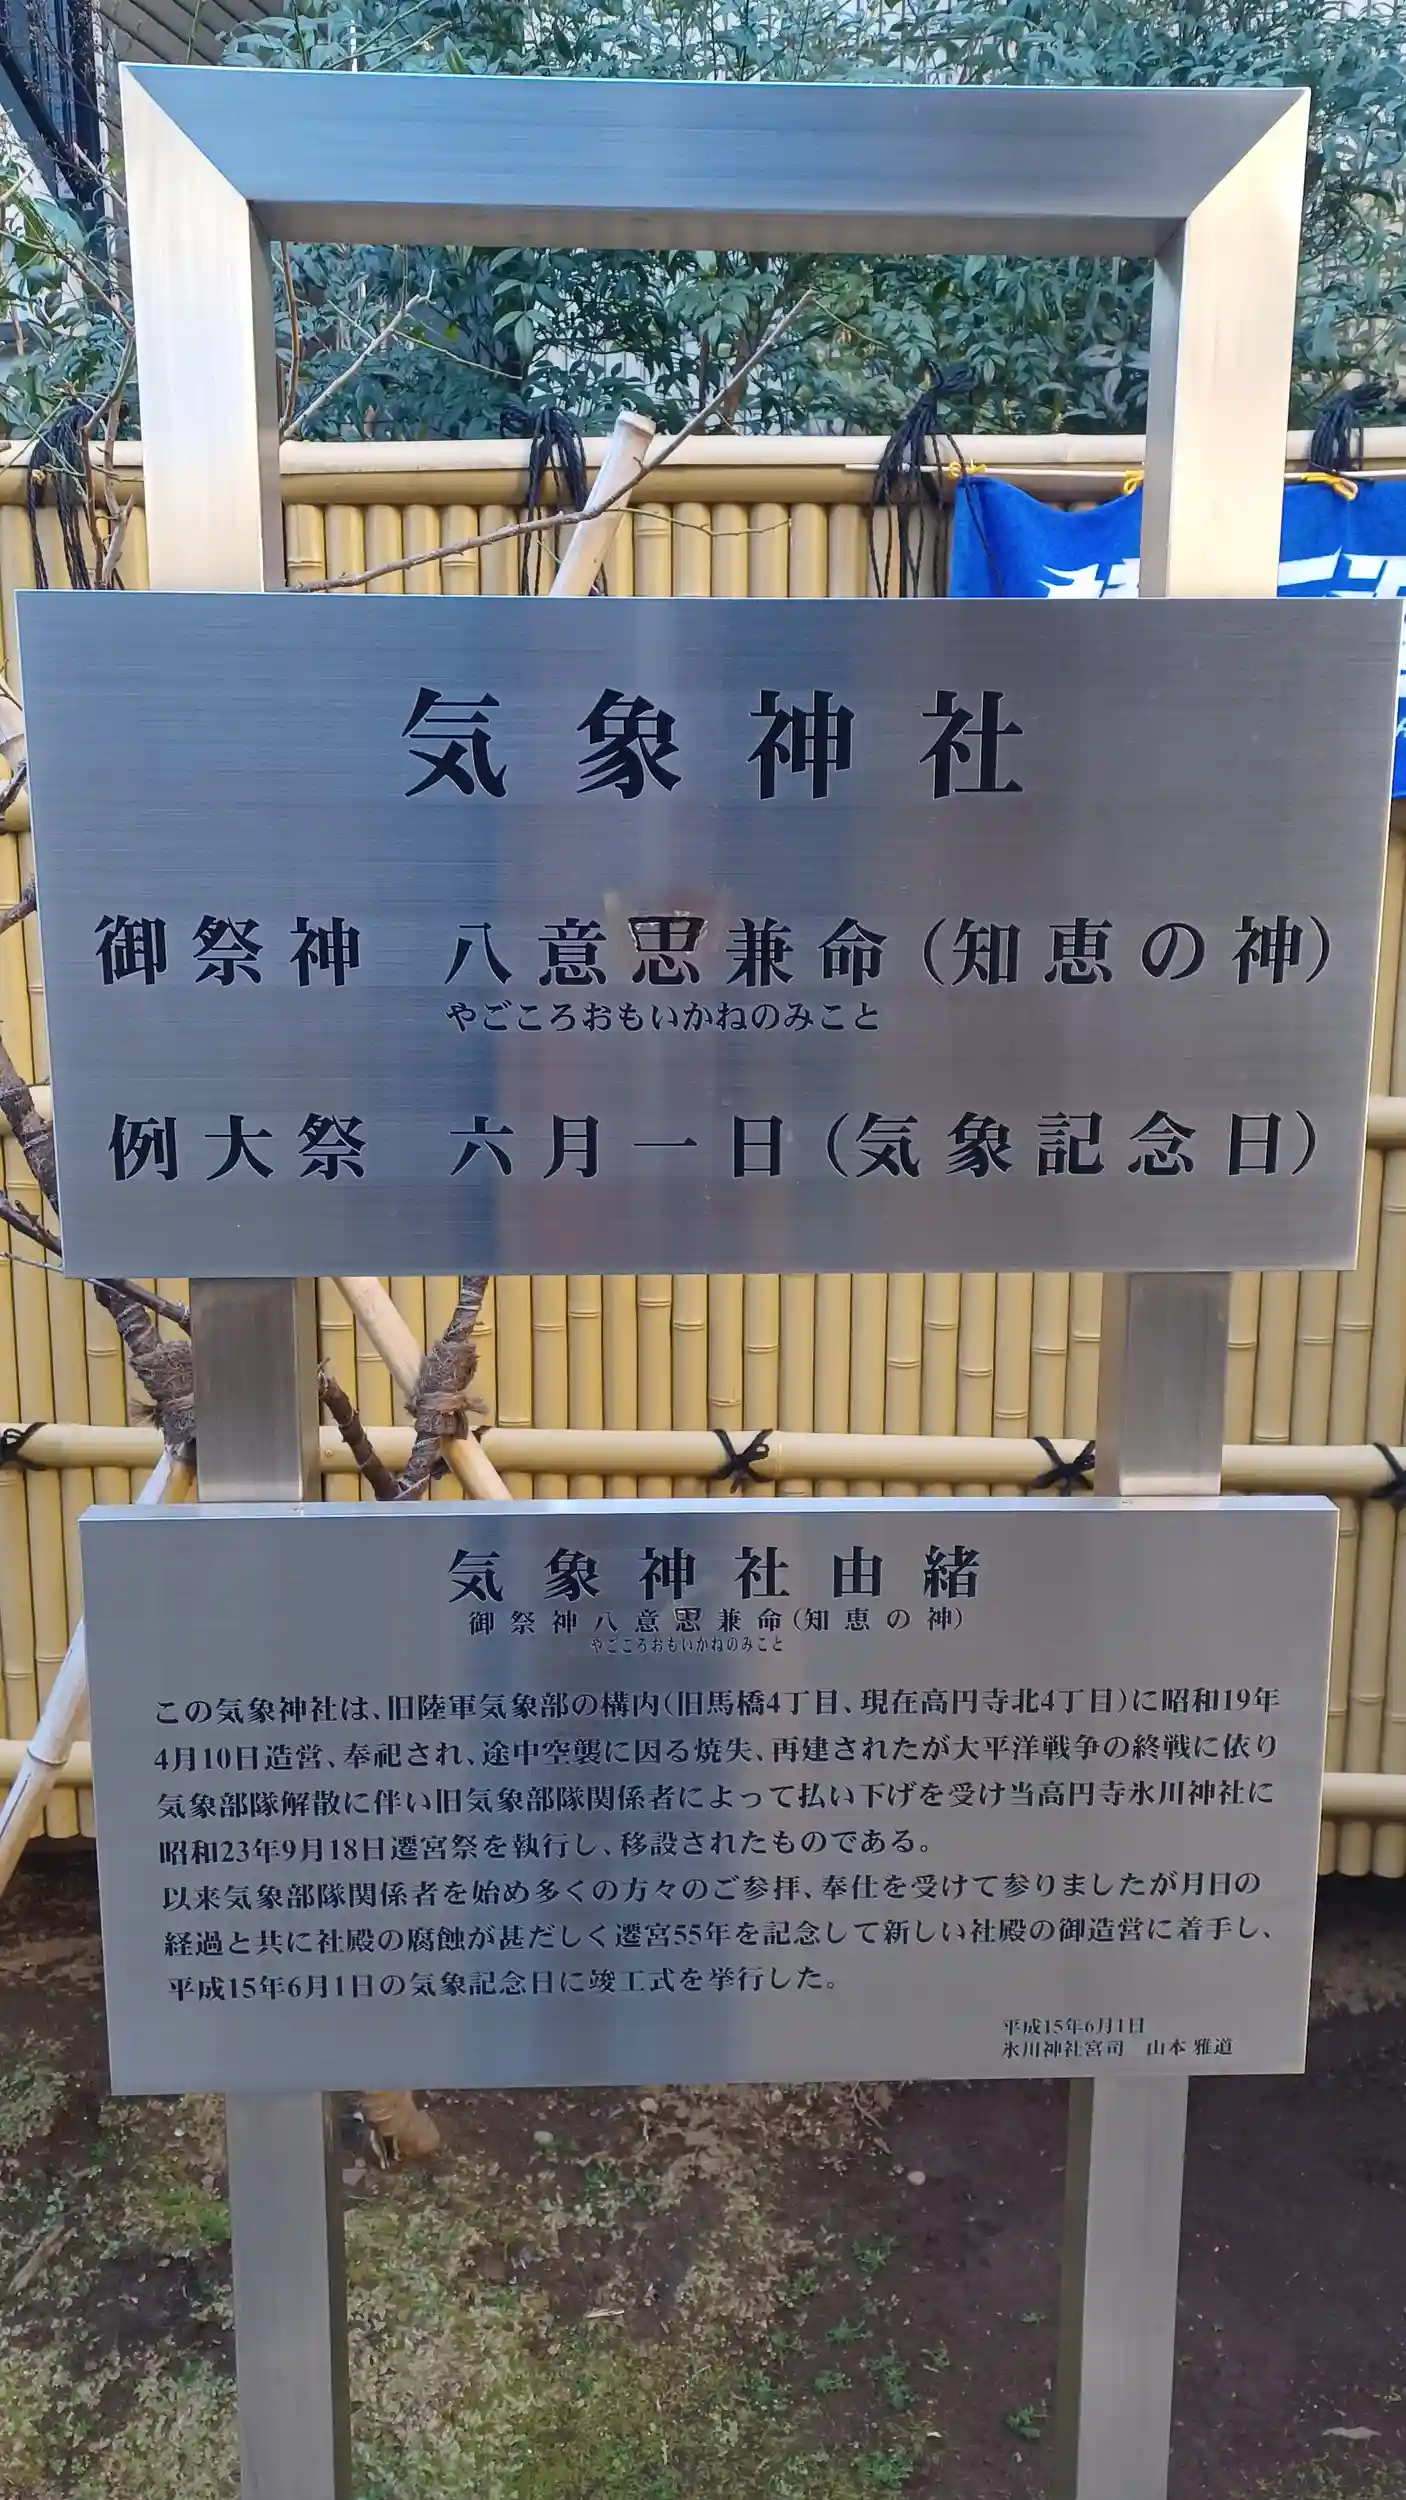 気象神社
御祭神 八意思兼命(知恵の神)
やごころおもいかねのみこと
例大祭 六月一日(気象記念日)
気象神社由緒
御祭神八意思兼命(知恵の神)
やごころおもいかねのみこと
この気象神社は、旧陸軍気象部の構内(旧馬橋4丁目、現在高円寺北4丁目)に昭和19年
4月10日造営、奉祀され、途中空襲に因る焼失、再建されたが大平洋戦争の終戦に依り
気象部隊解散に伴い旧気象部隊関係者によって払い下げを受け当高円寺氷川神社に
昭和23年9月18日遷宮祭を執行し、移設されたものである。
以来気象部隊関係者を始め多くの方々のご参拝、奉仕を受けて参りましたが月日の
経過と共に社殿の腐蝕が甚だしく遷宮55年を記念して新しい社殿の御造営に着手し、
平成15年6月1日の気象記念日に竣工式を挙行した。
平成15年6月1日
氷川神社宮司 山本 雅道